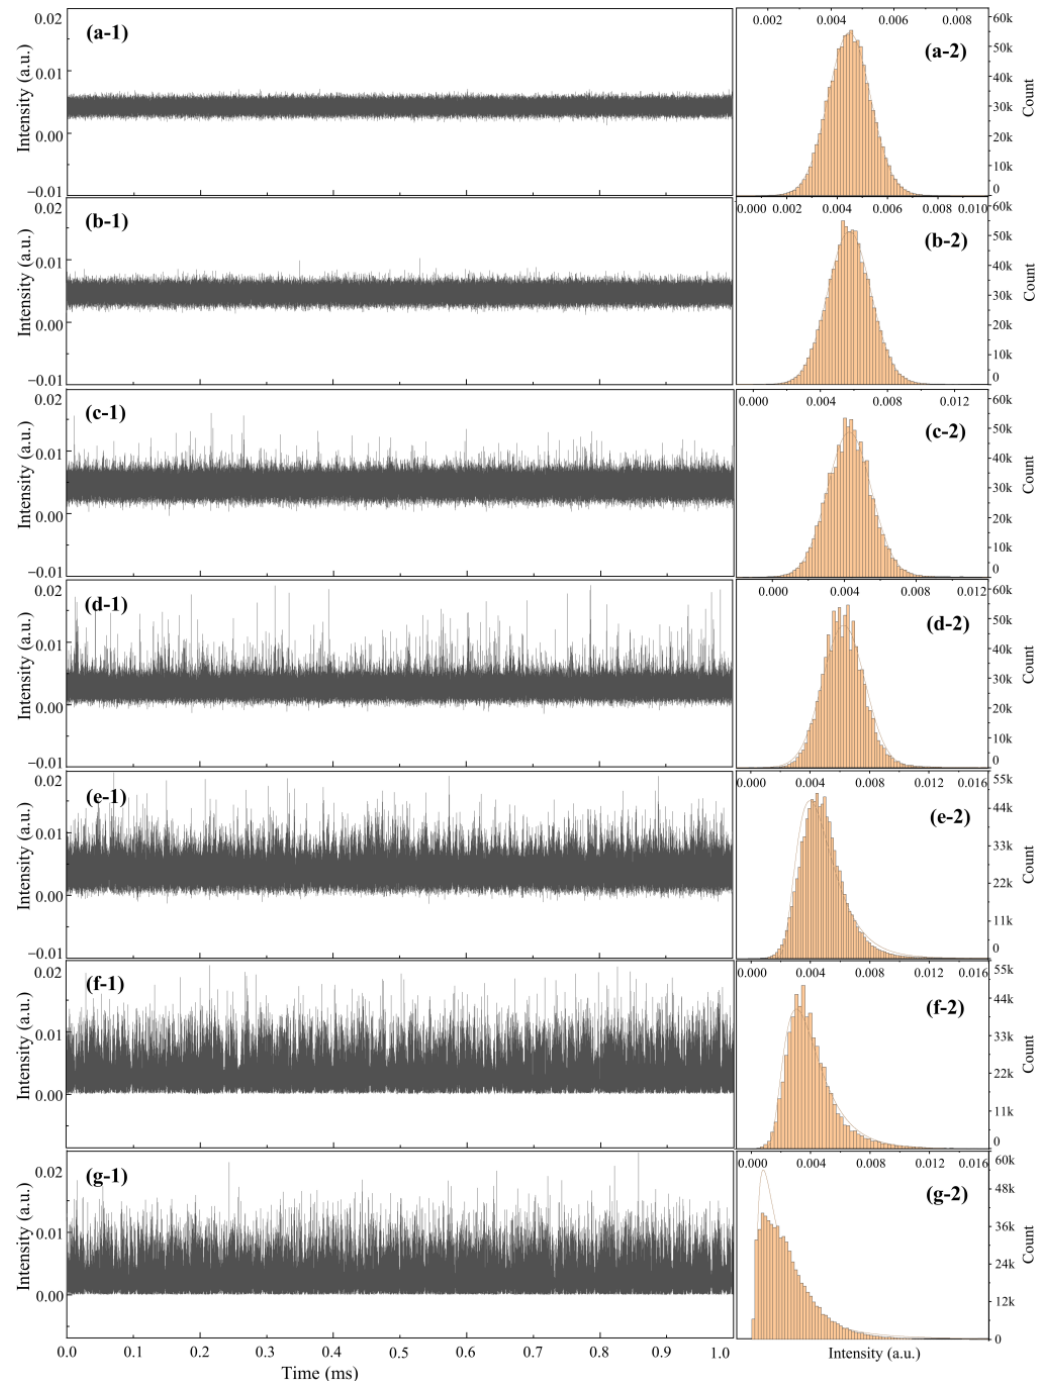 (a-1)
Intensity (a.u.)
0.02
0.01
0.00
−0.01
0.002 0.004 0.006 0.008
(a-2)
60k
50k
40k
30k
20k
10k
0
Count
(b-1)
Intensity (a.u.)
0.02
0.01
0.00
−0.01
0.000 0.002 0.004 0.006 0.008 0.010
(b-2)
60k
50k
40k
30k
20k
10k
0
Count
(c-1)
Intensity (a.u.)
0.02
0.01
0.00
−0.01
0.000 0.004 0.008 0.012
(c-2)
60k
50k
40k
30k
20k
10k
0
Count
(d-1)
Intensity (a.u.)
0.02
0.01
0.00
−0.01
0.000 0.004 0.008 0.012
(d-2)
60k
50k
40k
30k
20k
10k
0
Count
(e-1)
Intensity (a.u.)
0.02
0.01
0.00
−0.01
0.000 0.004 0.008 0.012 0.016
(e-2)
55k
44k
33k
22k
11k
0
Count
(f-1)
Intensity (a.u.)
0.02
0.01
0.00
0.000 0.004 0.008 0.012 0.016
(f-2)
55k
44k
33k
22k
11k
0
Count
(g-1)
Intensity (a.u.)
0.02
0.01
0.00
0.000 0.004 0.008 0.012 0.016
(g-2)
60k
48k
36k
24k
12k
0
Count
0.0 0.1 0.2 0.3 0.4 0.5 0.6 0.7 0.8 0.9 1.0
Time (ms)
Intensity (a.u.)